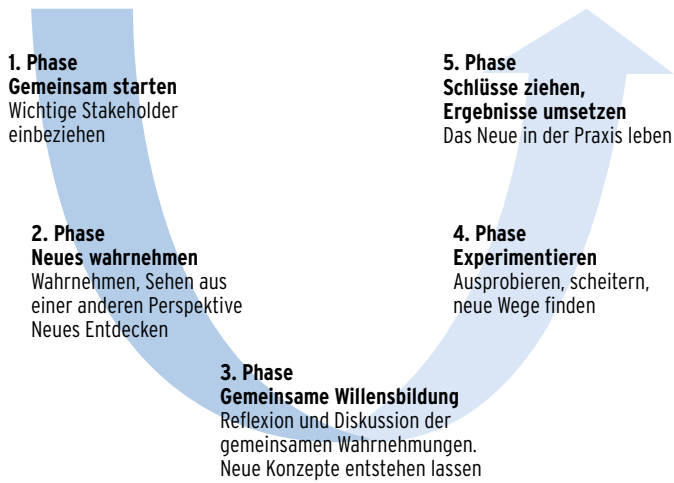 1. Phase
Gemeinsam starten
Wichtige Stakeholder
einbeziehen
2. Phase
Neues wahrnehmen
Wahrnehmen, Sehen aus
einer anderen Perspektive
Neues Entdecken
3. Phase
Gemeinsame Willensbildung
Reflexion und Diskussion der
gemeinsamen Wahrnehmungen.
Neue Konzepte entstehen lassen
4. Phase
Experimentieren
Ausprobieren, scheitern,
neue Wege finden
5. Phase
Schlüsse ziehen,
Ergebnisse umsetzen
Das Neue in der Praxis leben